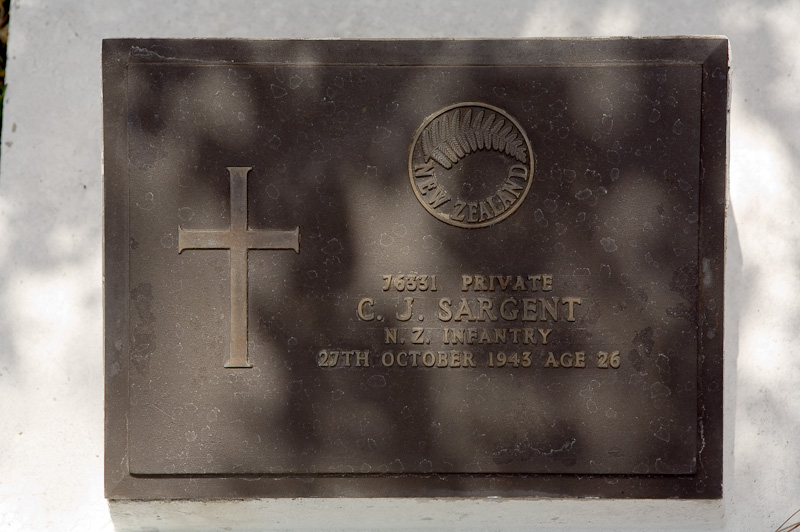 NEW ZEALAND
76331 PRIVATE
C. J. SARGENT
N. Z. INFANTRY
27TH OCTOBER 1943 AGE 26